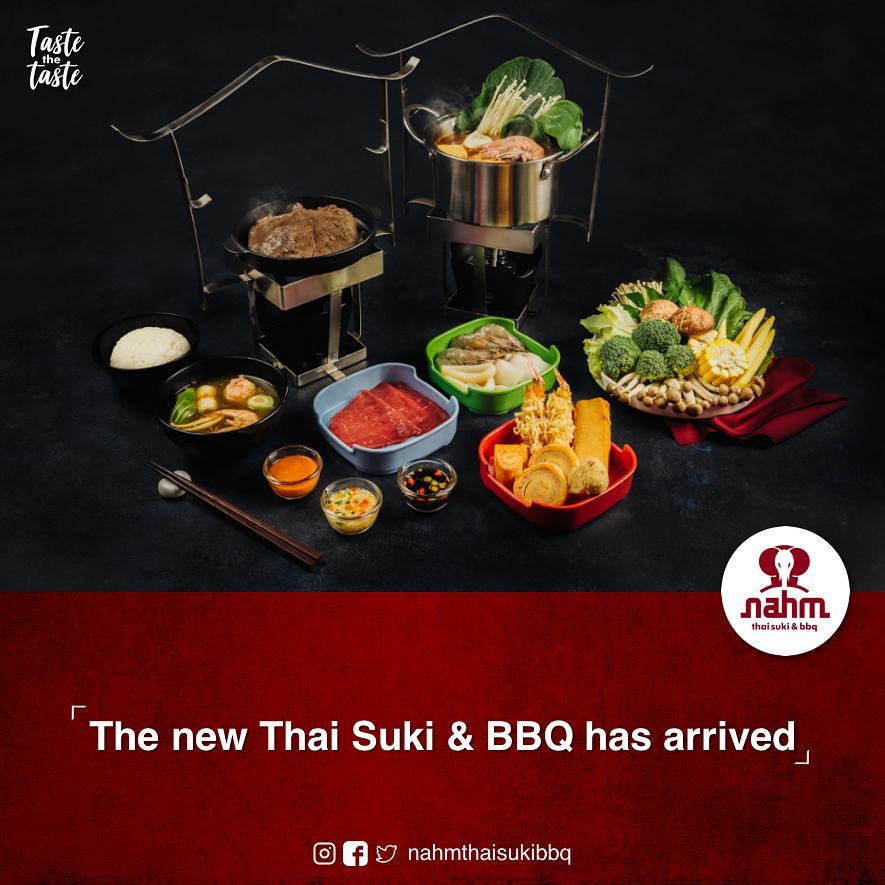 Taste
the
taste
nahm
thai suki & bbq
「The new Thai Suki & BBQ has arrived」
nahmthaisukibbq